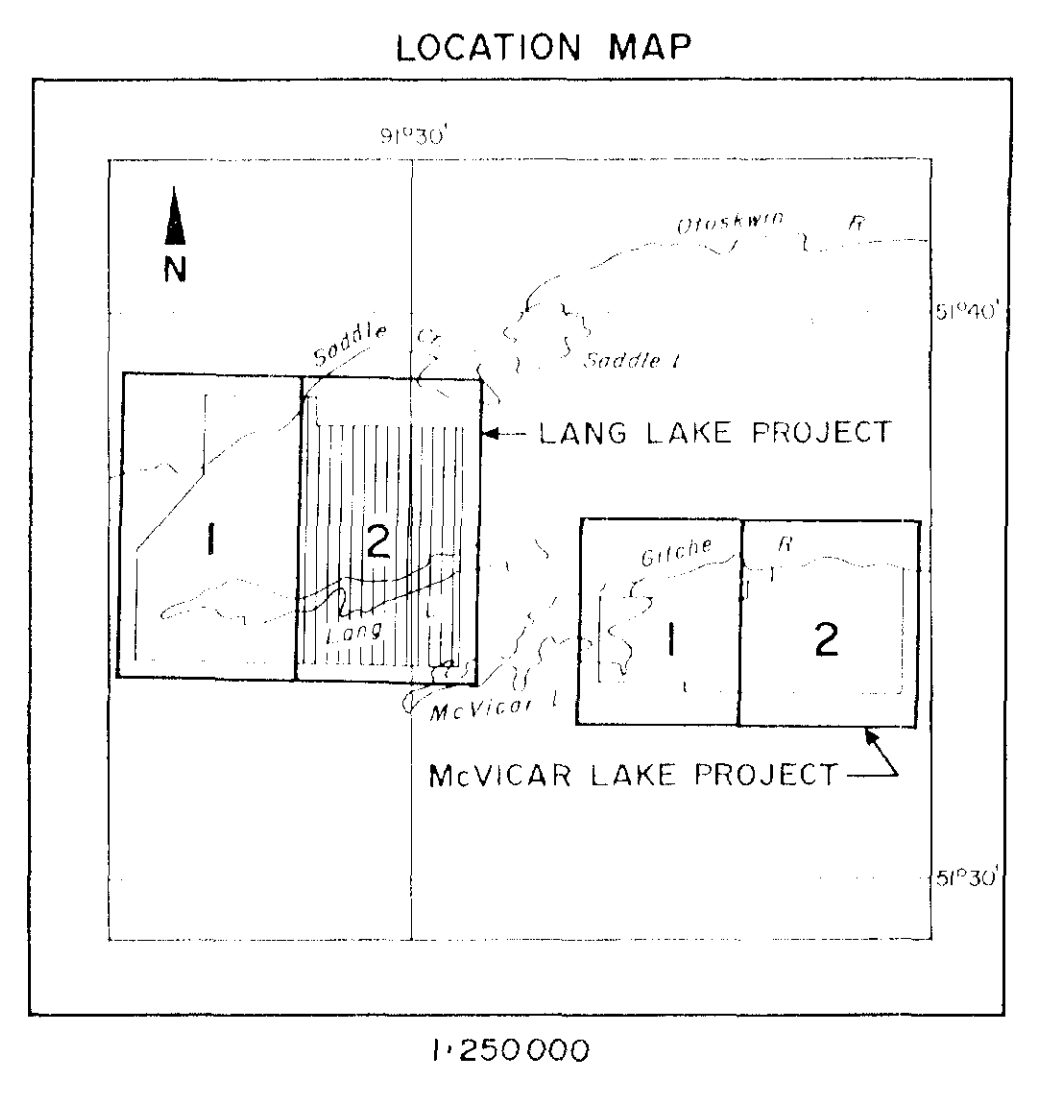 LOCATION MAP
91°30'
N
Otoskwin R
51°40'
Saddle Cr
Saddle L
LANG LAKE PROJECT
1
2
Gitche R
Lang L
1
2
McVicar L
McVICAR LAKE PROJECT
51°30'
1:250000